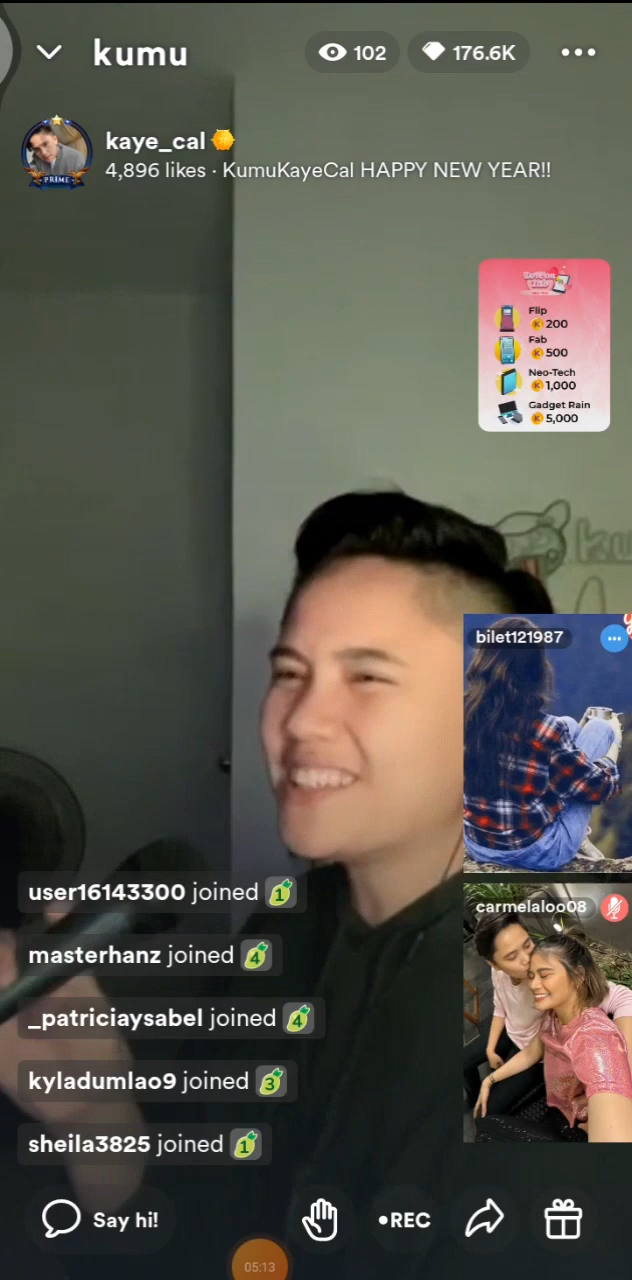 kumu
102
176.6K
kaye_cal
4,896 likes · KumuKayeCal HAPPY NEW YEAR!!
PRIME
Flip
200
Fab
500
Neo-Tech
1,000
Gadget Rain
5,000
ku
bilet121987
carmelaloo08
user16143300 joined 1
masterhanz joined 4
_patriciaysabel joined 4
kyladumlao9 joined 3
sheila3825 joined 1
Say hi!
•REC
05:13